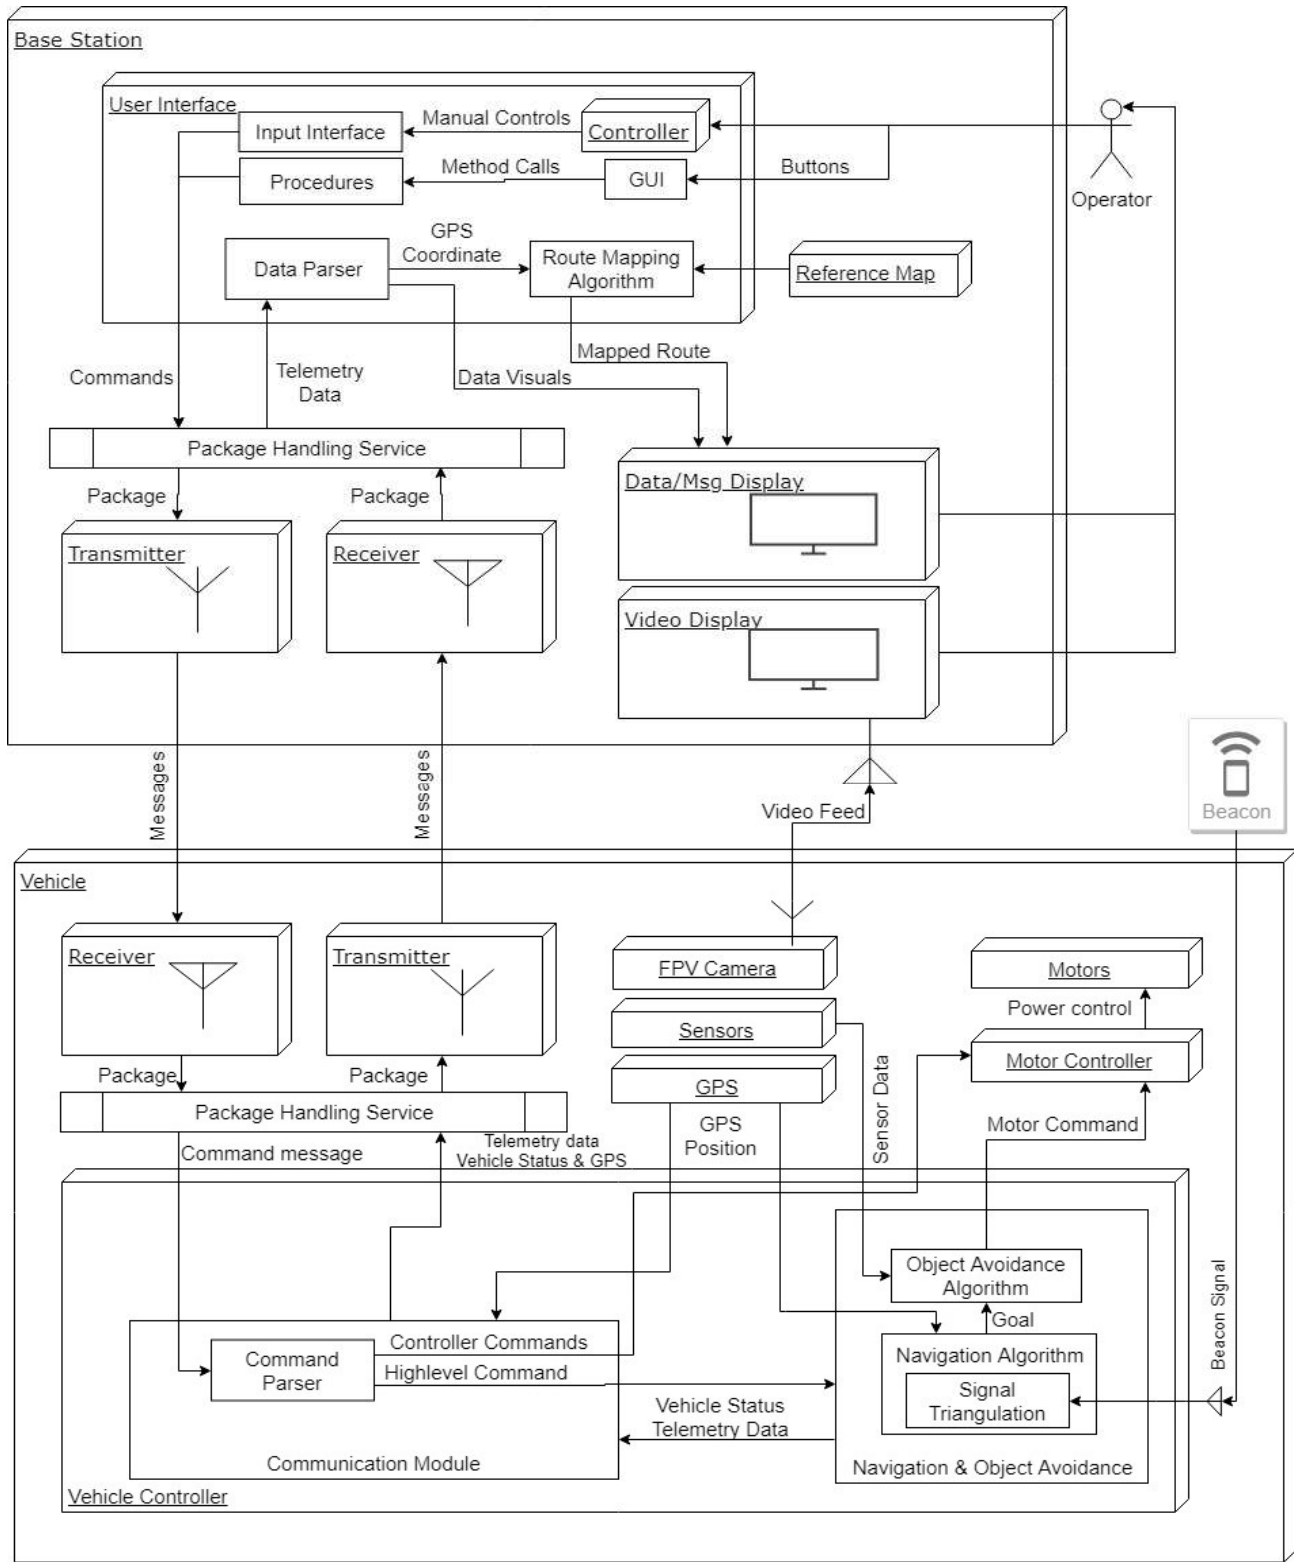 Base Station
User Interface
Input Interface
Manual Controls
Controller
Procedures
Method Calls
GUI
Buttons
Operator
Data Parser
GPS
Coordinate
Route Mapping
Algorithm
Reference Map
Commands
Telemetry
Data
Data Visuals
Mapped Route
Package Handling Service
Package
Package
Transmitter
Receiver
Data/Msg Display
Video Display
Messages
Messages
Video Feed
Beacon
Vehicle
Receiver
Transmitter
FPV Camera
Sensors
GPS
Motors
Power control
Motor Controller
Package
Package
Package Handling Service
Command message
Telemetry data
Vehicle Status & GPS
GPS
Position
Sensor Data
Motor Command
Object Avoidance
Algorithm
Goal
Navigation Algorithm
Signal
Triangulation
Beacon Signal
Controller Commands
Command
Parser
Highlevel Command
Vehicle Status
Telemetry Data
Communication Module
Navigation & Object Avoidance
Vehicle Controller